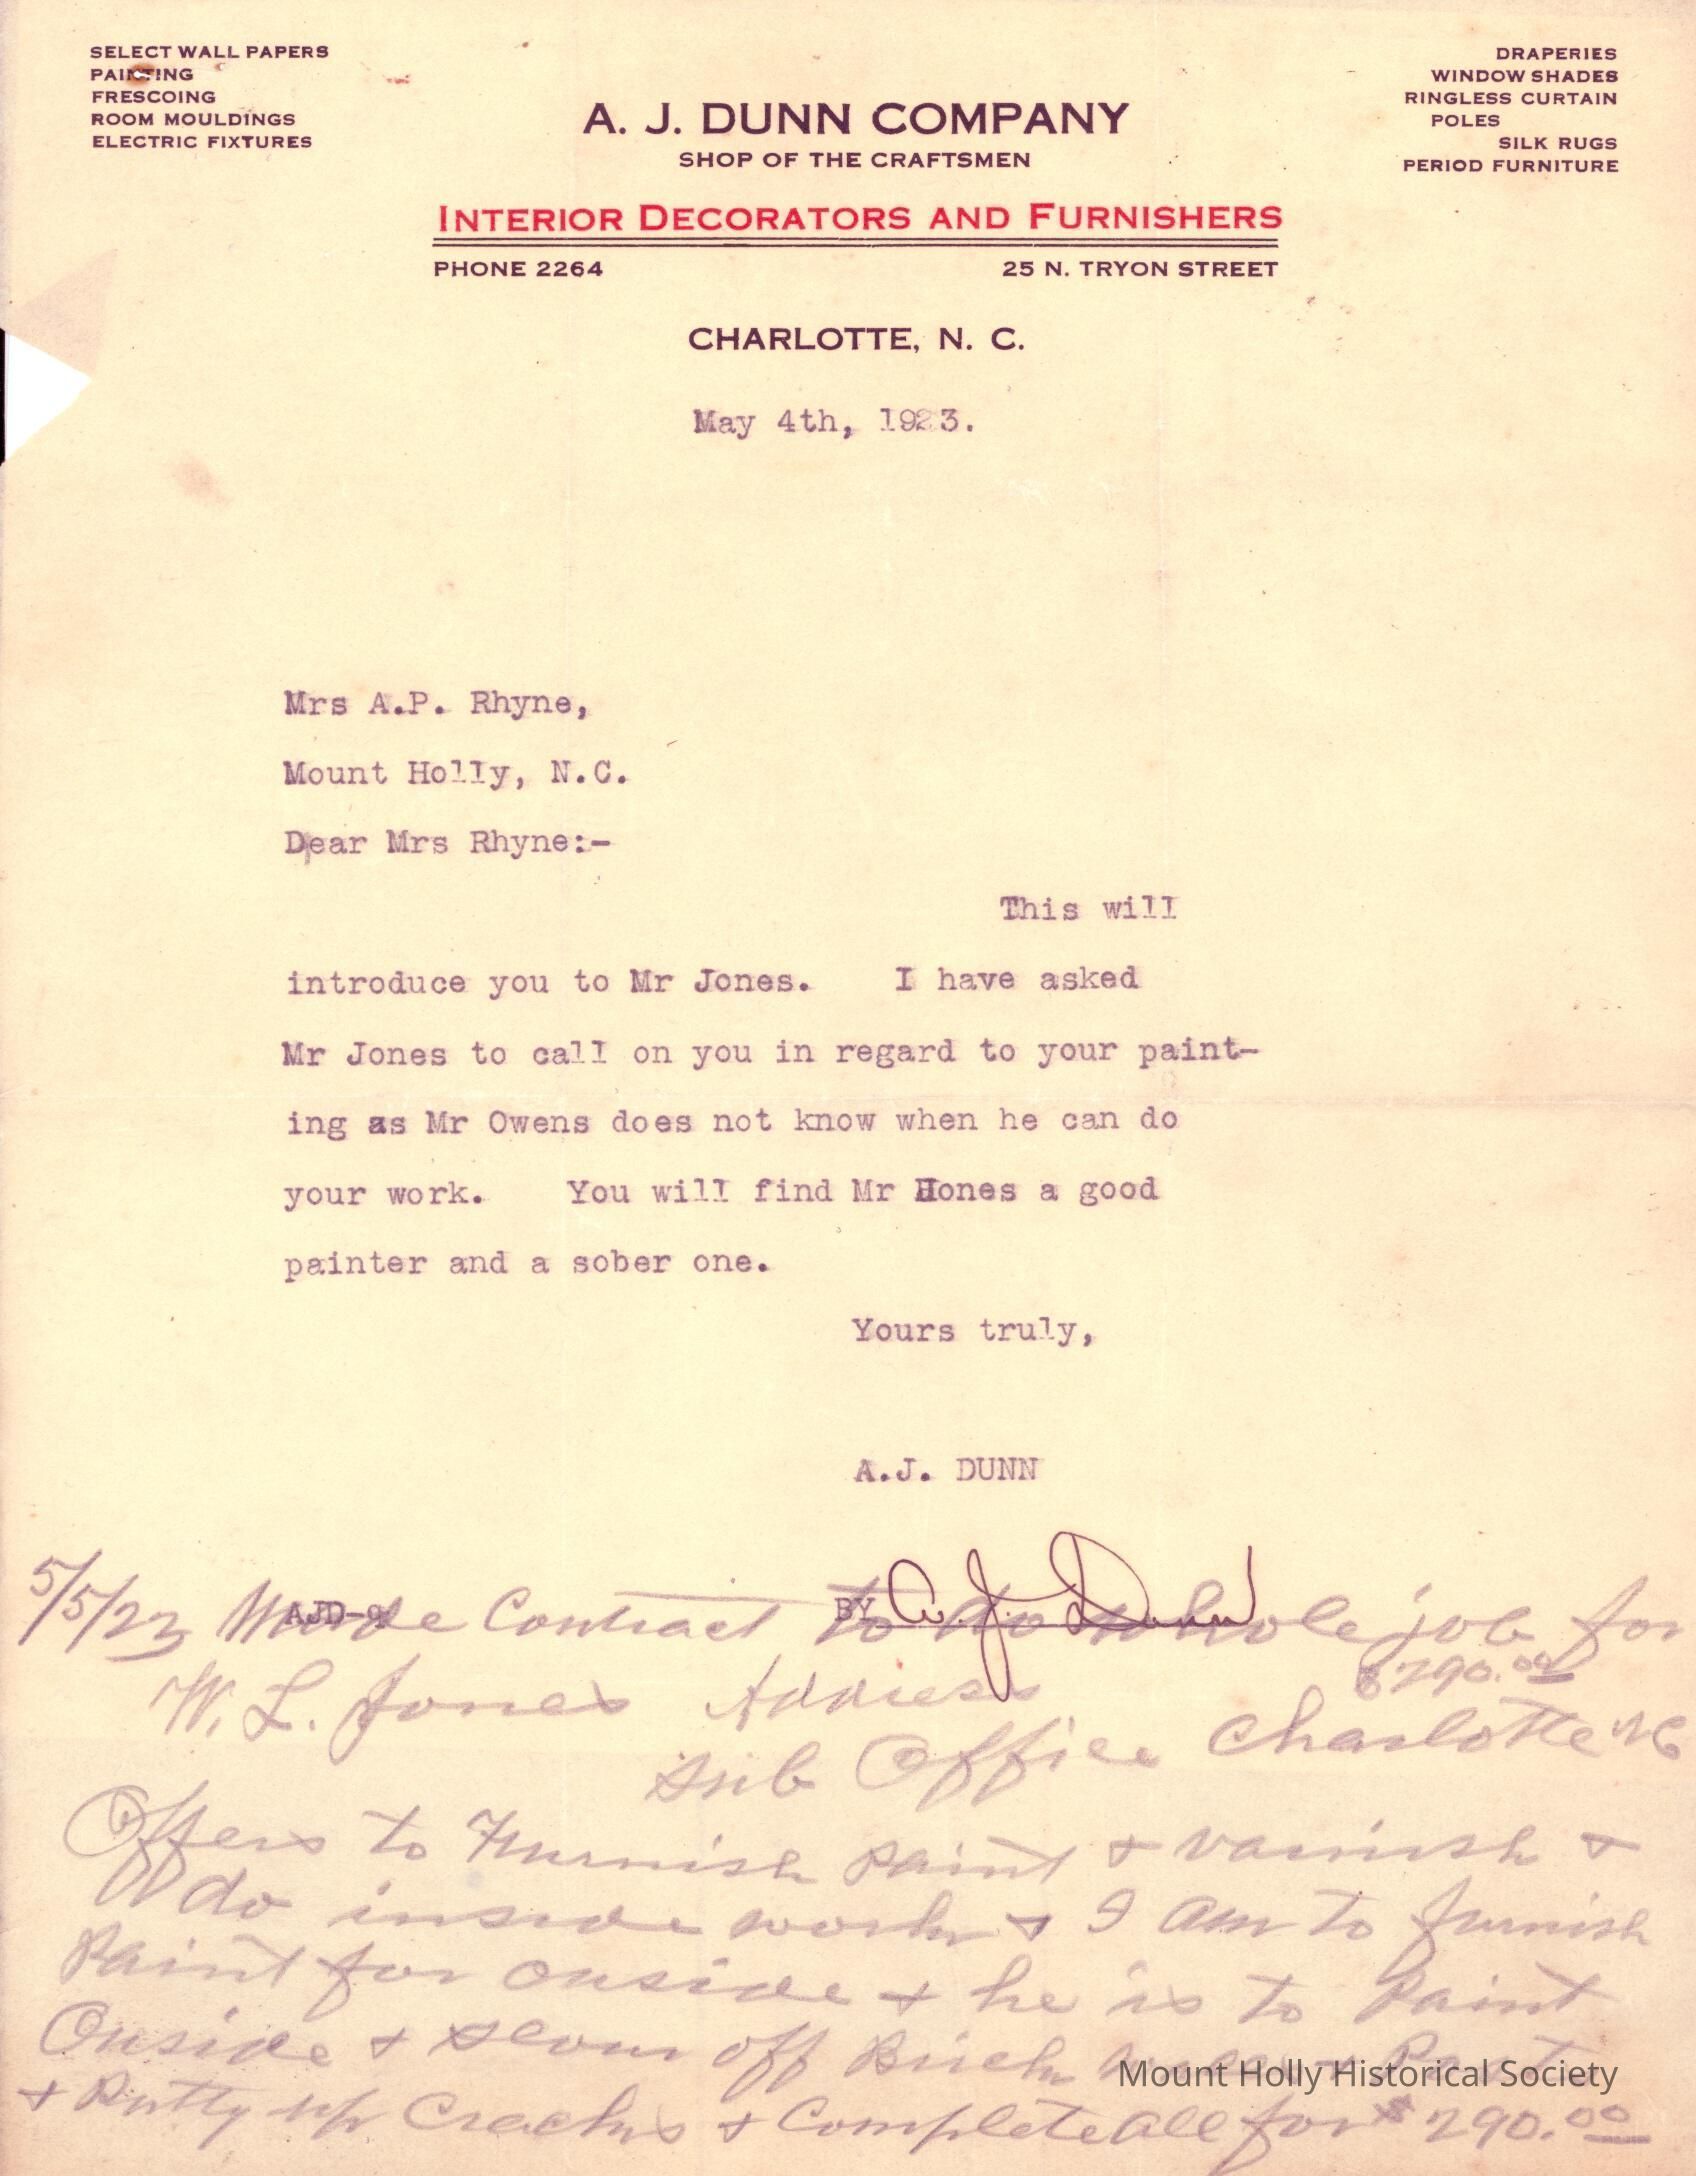 SELECT WALL PAPERS
PAINTING
FRESCOING
ROOM MOULDINGS
ELECTRIC FIXTURES
DRAPERIES
WINDOW SHADES
RINGLESS CURTAIN
POLES
SILK RUGS
PERIOD FURNITURE
A. J. DUNN COMPANY
SHOP OF THE CRAFTSMEN
INTERIOR DECORATORS AND FURNISHERS
PHONE 2264 25 N. TRYON STREET
CHARLOTTE, N. C.
May 4th, 1923.
Mrs A.P. Rhyne,
Mount Holly, N.C.
Dear Mrs Rhyne:-
This will
introduce you to Mr Jones. I have asked
Mr Jones to call on you in regard to your paint-
ing as Mr Owens does not know when he can do
your work. You will find Mr Hones a good
painter and a sober one.
Yours truly,
A.J. DUNN
AJD-9 BY A. J. Dunn
5/5/23 Made Contract to do whole job for
$290.00
W. L. Jones Address
Sub Office Charlotte NC
Offers to Furnish paint & varnish &
do inside work & I am to furnish
Paint for outside & he is to Paint
Outside & off
& Putty up Cracks & Complete all for $290.00
Mount Holly Historical Society